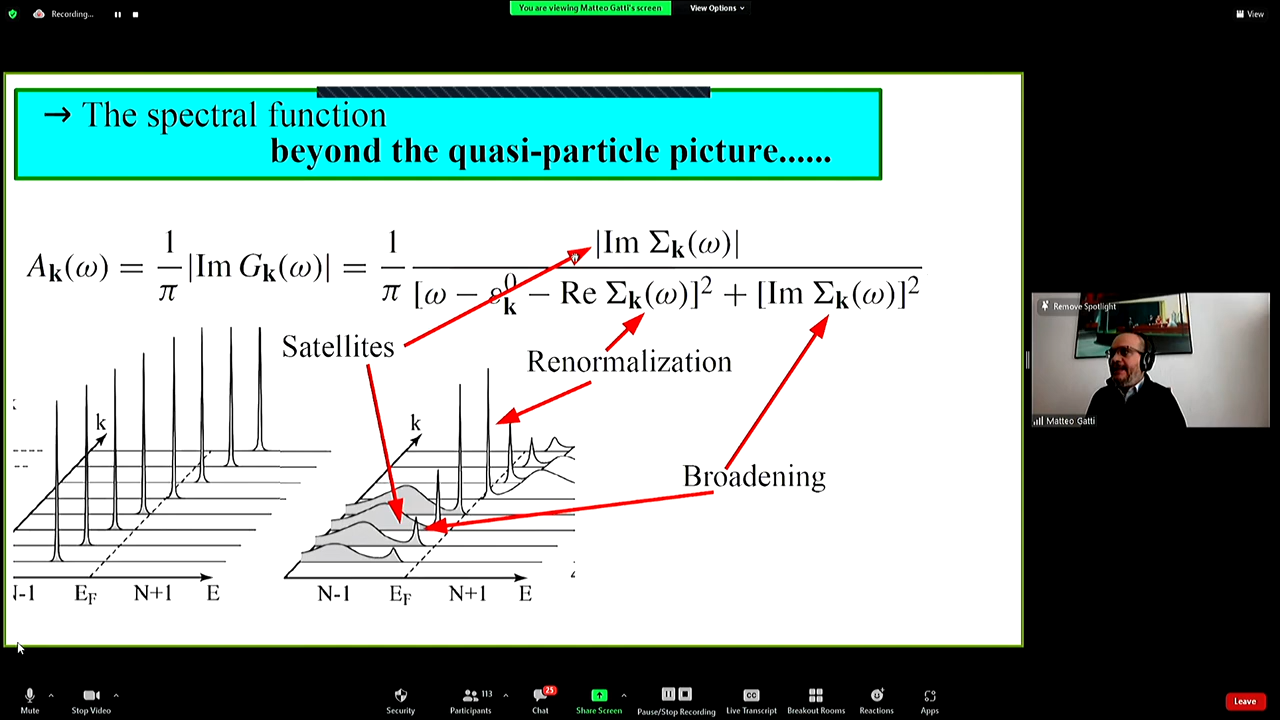 Recording...
You are viewing Matteo Gatti's screen
View Options
View
→ The spectral function
beyond the quasi-particle picture......
A_k(ω) = 1/π |Im G_k(ω)| = 1/π |Im Σ_k(ω)| / [ω − ε_k^0 − Re Σ_k(ω)]² + [Im Σ_k(ω)]²
Satellites
Renormalization
Broadening
k
k
N-1 E_F N+1 E
N-1 E_F N+1 E
Remove Spotlight
Matteo Gatti
Mute
Stop Video
Security
113
Participants
25
Chat
Share Screen
Pause/Stop Recording
CC
Live Transcript
Breakout Rooms
Reactions
Apps
Leave